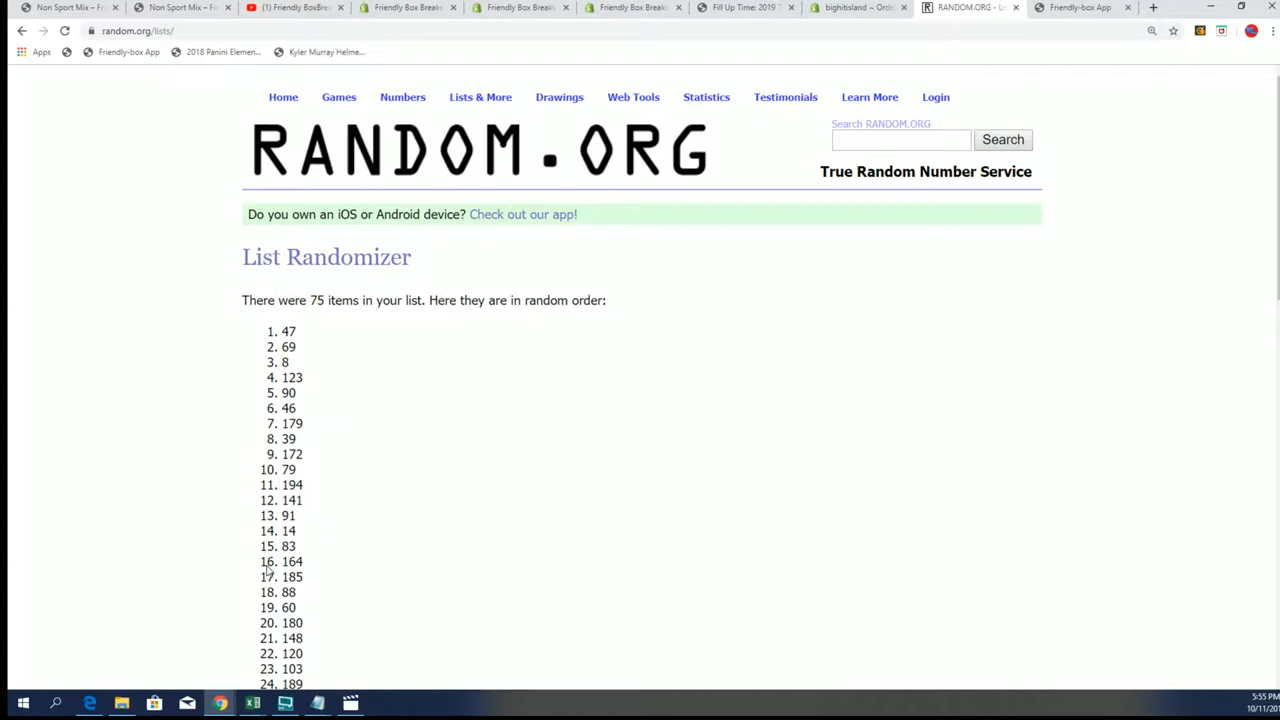 Non Sport Mix – F
Non Sport Mix – F
(1) Friendly BoxBre
Friendly Box Breaks
Friendly Box Breaks
Friendly Box Breaks
Fill Up Time: 2019 T
bighitisland ~ Orde
RANDOM.ORG - L
Friendly-box App
random.org/lists/
Apps
Friendly-box App
2018 Panini Elemen...
Kyler Murray Helme...
Home
Games
Numbers
Lists & More
Drawings
Web Tools
Statistics
Testimonials
Learn More
Login
RANDOM.ORG
Search RANDOM.ORG
Search
True Random Number Service
Do you own an iOS or Android device? Check out our app!
List Randomizer
There were 75 items in your list. Here they are in random order:
1. 47
2. 69
3. 8
4. 123
5. 90
6. 46
7. 179
8. 39
9. 172
10. 79
11. 194
12. 141
13. 91
14. 14
15. 83
16. 164
17. 185
18. 88
19. 60
20. 180
21. 148
22. 120
23. 103
24. 189
5:55 PM
10/11/201